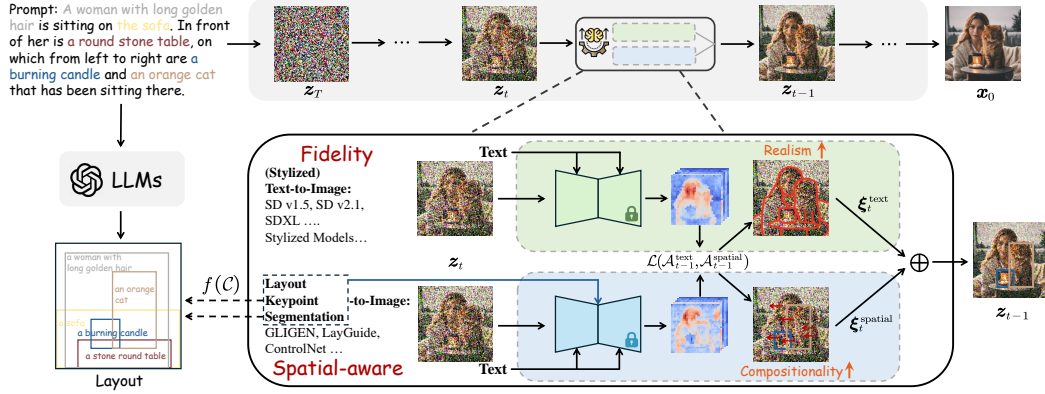 Prompt: A woman with long golden
hair is sitting on the sofa. In front
of her is a round stone table, on
which from left to right are a
burning candle and an orange cat
that has been sitting there.
z_T
...
z_t
z_{t-1}
...
x_0
LLMs
a woman with
long golden hair
an orange
cat
a sofa
a burning candle
a stone round table
Layout
f(C)
Fidelity
(Stylized)
Text-to-Image:
SD v1.5, SD v2.1,
SDXL ....
Stylized Models...
Text
Realism
ξ_t^text
z_t
L(A_{t-1}^text, A_{t-1}^spatial)
Layout
Keypoint -to-Image:
Segmentation
GLIGEN, LayGuide,
ControlNet ...
Spatial-aware
Text
Compositionality
ξ_t^spatial
z_{t-1}